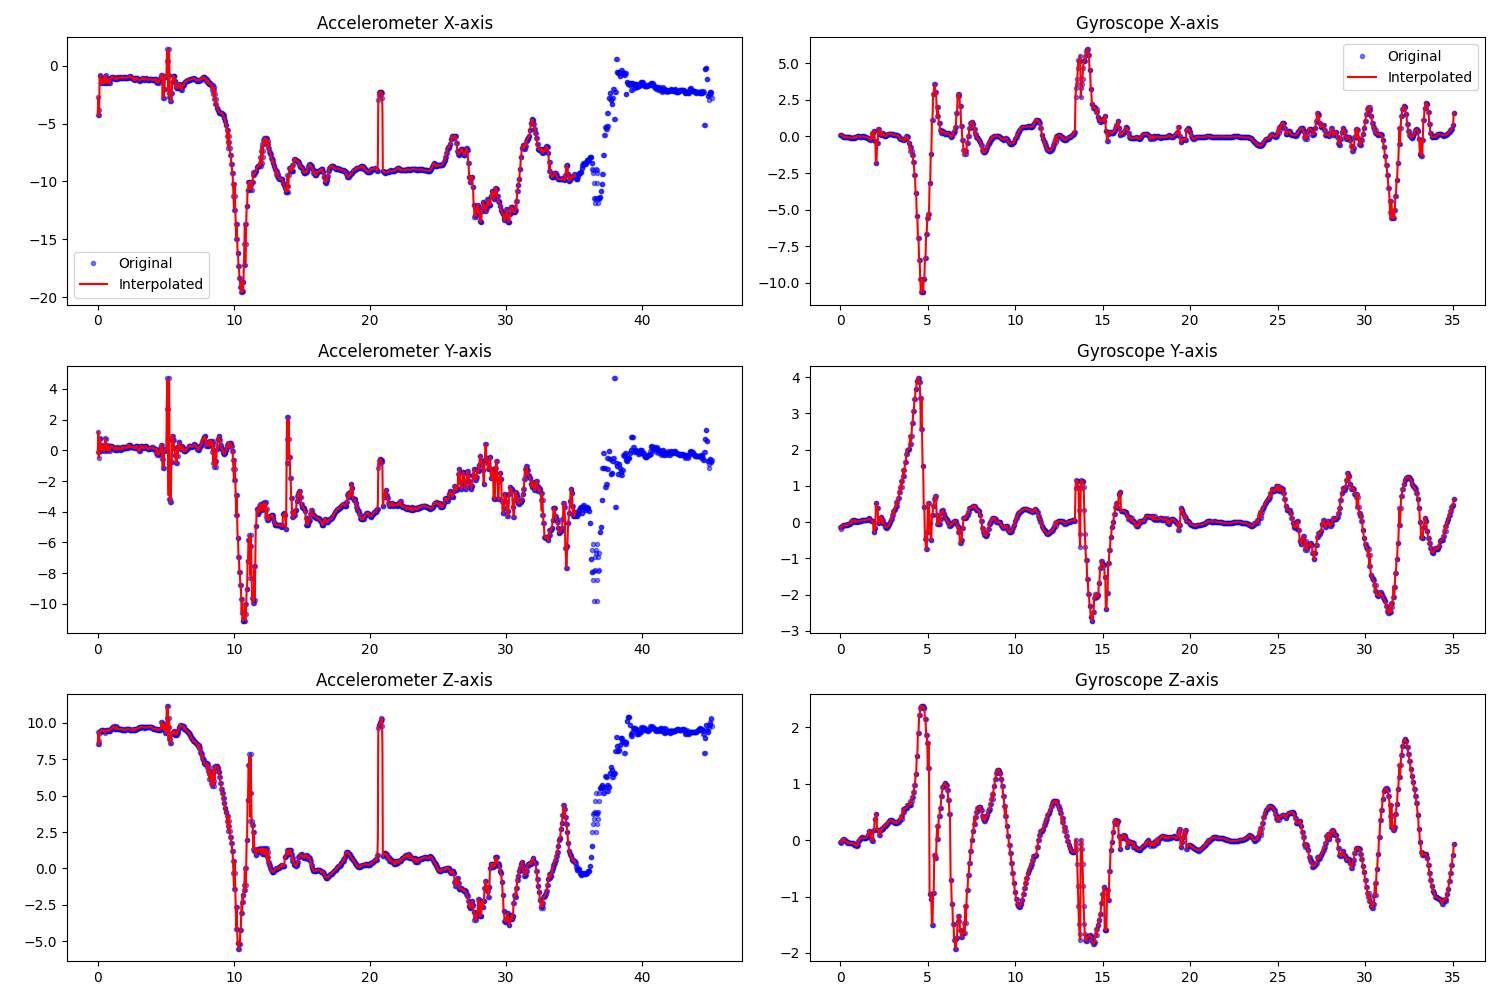 Accelerometer X-axis
0
−5
−10
−15
−20
0 10 20 30 40
Original
Interpolated
Gyroscope X-axis
5.0
2.5
0.0
−2.5
−5.0
−7.5
−10.0
0 5 10 15 20 25 30 35
Original
Interpolated
Accelerometer Y-axis
4
2
0
−2
−4
−6
−8
−10
0 10 20 30 40
Gyroscope Y-axis
4
3
2
1
0
−1
−2
−3
0 5 10 15 20 25 30 35
Accelerometer Z-axis
10.0
7.5
5.0
2.5
0.0
−2.5
−5.0
0 10 20 30 40
Gyroscope Z-axis
2
1
0
−1
−2
0 5 10 15 20 25 30 35